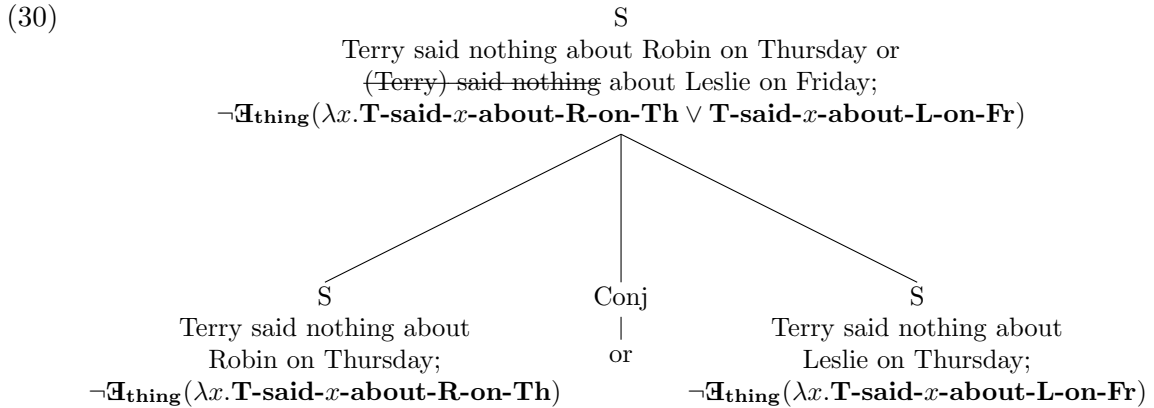 (30)
S
Terry said nothing about Robin on Thursday or
(Terry) said nothing about Leslie on Friday;
¬∃thing(λx.T-said-x-about-R-on-Th ∨ T-said-x-about-L-on-Fr)
S Conj S
Terry said nothing about Terry said nothing about
Robin on Thursday; or Leslie on Thursday;
¬∃thing(λx.T-said-x-about-R-on-Th) ¬∃thing(λx.T-said-x-about-L-on-Fr)